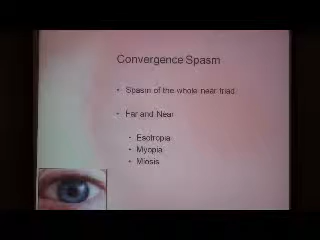 Convergence Spasm
• Spasm of the whole near triad.
• Far and Near
• Esotropia
• Myopia
• Miosis